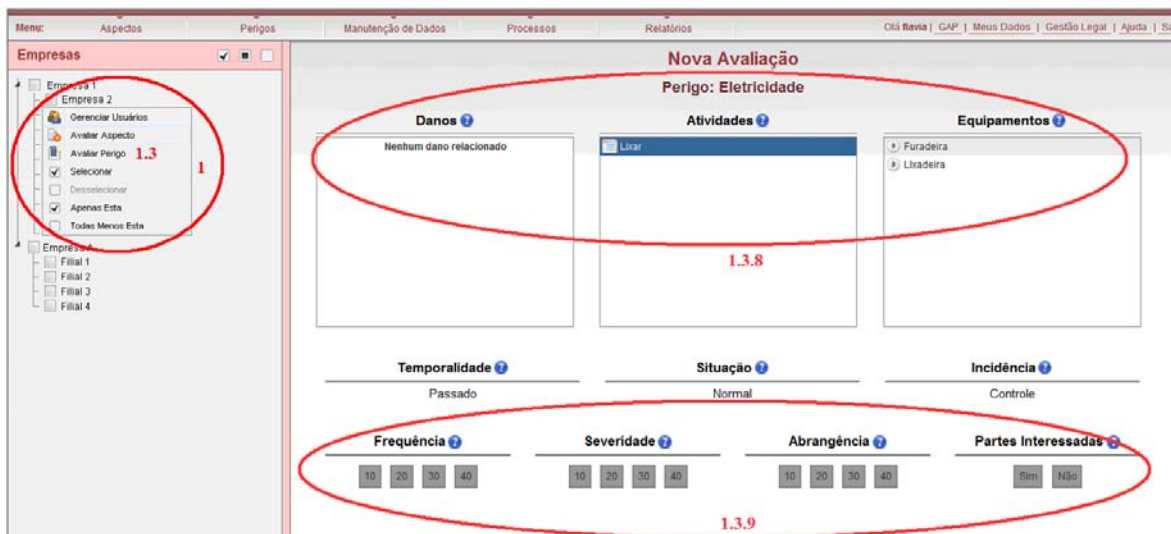 Menu: Aspectos Perigos Manutenção de Dados Processos Relatórios Olá flavia | GAP | Meus Dados | Gestão Legal | Ajuda |
Empresas
Empresa 1
Empresa 2
Gerenciar Usuários
Avaliar Aspecto
Avaliar Perigo 1.3
1
Selecionar
Desselecionar
Apenas Esta
Todas Menos Esta
Empresa A
Filial 1
Filial 2
Filial 3
Filial 4
Nova Avaliação
Perigo: Eletricidade
Danos Atividades Equipamentos
Nenhum dano relacionado Lixar Furadeira
Lixadeira
1.3.8
Temporalidade Situação Incidência
Passado Normal Controle
Frequência Severidade Abrangência Partes Interessadas
10 20 30 40 10 20 30 40 10 20 30 40 Sim Não
1.3.9